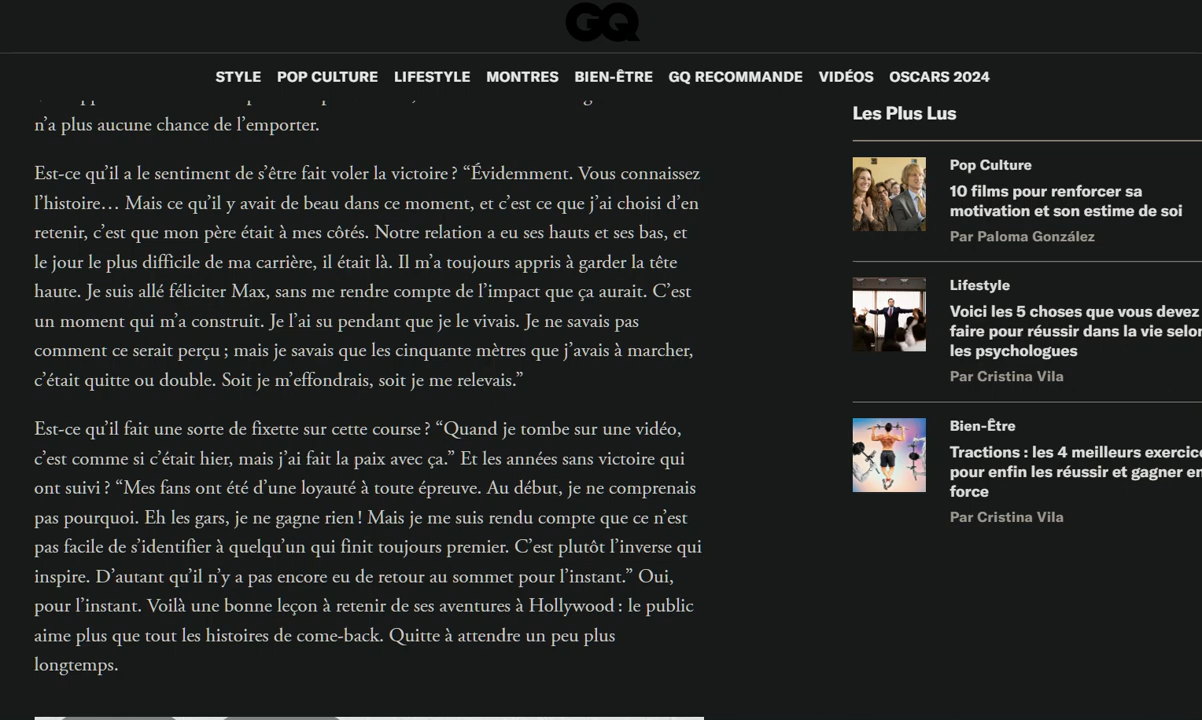 GQ
STYLE POP CULTURE LIFESTYLE MONTRES BIEN-ÊTRE GQ RECOMMANDE VIDÉOS OSCARS 2024
n’a plus aucune chance de l’emporter.
Est-ce qu’il a le sentiment de s’être fait voler la victoire ? “Évidemment. Vous connaissez
l’histoire… Mais ce qu’il y avait de beau dans ce moment, et c’est ce que j’ai choisi d’en
retenir, c’est que mon père était à mes côtés. Notre relation a eu ses hauts et ses bas, et
le jour le plus difficile de ma carrière, il était là. Il m’a toujours appris à garder la tête
haute. Je suis allé féliciter Max, sans me rendre compte de l’impact que ça aurait. C’est
un moment qui m’a construit. Je l’ai su pendant que je le vivais. Je ne savais pas
comment ce serait perçu ; mais je savais que les cinquante mètres que j’avais à marcher,
c’était quitte ou double. Soit je m’effondrais, soit je me relevais.”
Est-ce qu’il fait une sorte de fixette sur cette course ? “Quand je tombe sur une vidéo,
c’est comme si c’était hier, mais j’ai fait la paix avec ça.” Et les années sans victoire qui
ont suivi ? “Mes fans ont été d’une loyauté à toute épreuve. Au début, je ne comprenais
pas pourquoi. Eh les gars, je ne gagne rien ! Mais je me suis rendu compte que ce n’est
pas facile de s’identifier à quelqu’un qui finit toujours premier. C’est plutôt l’inverse qui
inspire. D’autant qu’il n’y a pas encore eu de retour au sommet pour l’instant.” Oui,
pour l’instant. Voilà une bonne leçon à retenir de ses aventures à Hollywood : le public
aime plus que tout les histoires de come-back. Quitte à attendre un peu plus
longtemps.
Les Plus Lus
Pop Culture
10 films pour renforcer sa
motivation et son estime de soi
Par Paloma González
Lifestyle
Voici les 5 choses que vous devez
faire pour réussir dans la vie selon
les psychologues
Par Cristina Vila
Bien-Être
Tractions : les 4 meilleurs exercice
pour enfin les réussir et gagner en
force
Par Cristina Vila